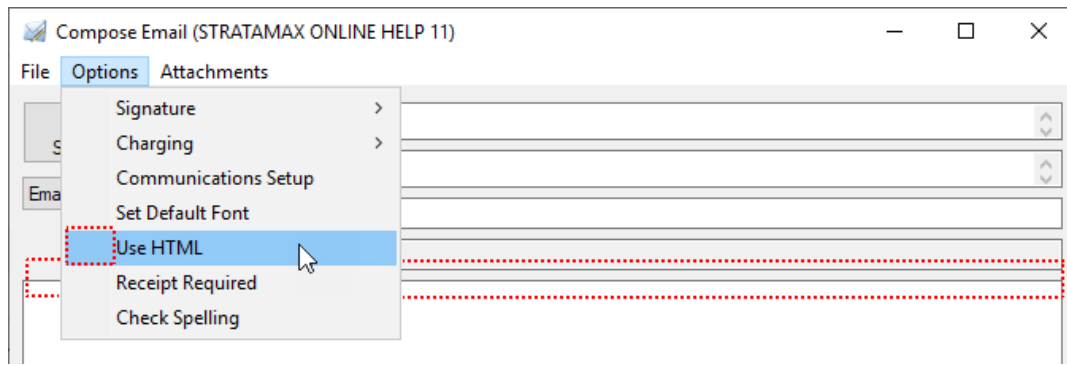 Compose Email (STRATAMAX ONLINE HELP 11)
File Options Attachments
Signature
S
Charging
Communications Setup
Ema
Set Default Font
Use HTML
Receipt Required
Check Spelling